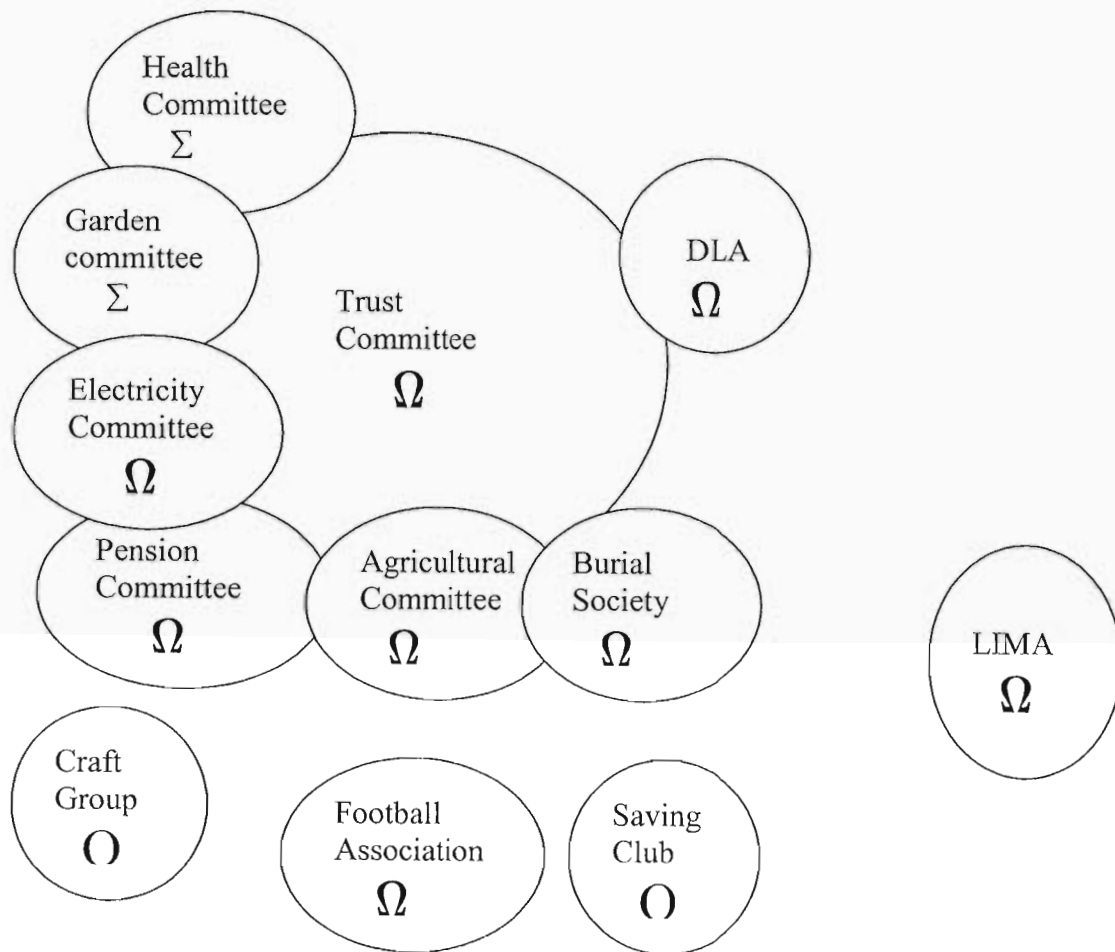 Health
Committee
Σ
Garden
committee
Σ
DLA
Ω
Trust
Committee
Ω
Electricity
Committee
Ω
Pension
Committee
Ω
Agricultural
Committee
Ω
Burial
Society
Ω
LIMA
Ω
Craft
Group
Ω
Football
Association
Ω
Saving
Club
Ω